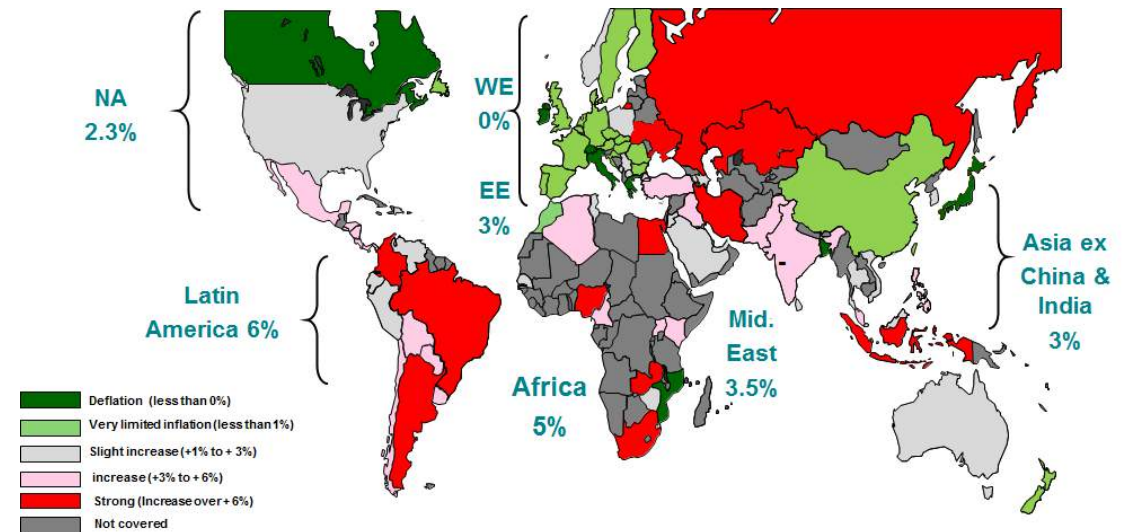 NA
2.3%
WE
0%
EE
3%
Latin
America 6%
Africa
5%
Mid.
East
3.5%
Asia ex
China &
India
3%
Deflation (less than 0%)
Very limited inflation (less than 1%)
Slight increase (+1% to + 3%)
increase (+3% to + 6%)
Strong (Increase over + 6%)
Not covered